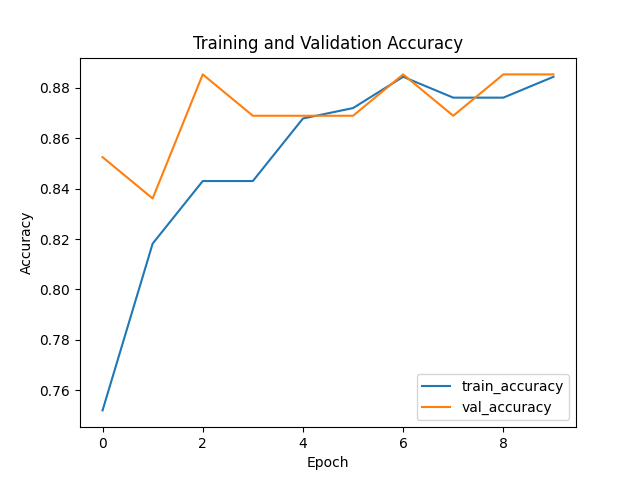 Training and Validation Accuracy
Accuracy
0.88
0.86
0.84
0.82
0.80
0.78
0.76
train_accuracy
val_accuracy
0 2 4 6 8
Epoch